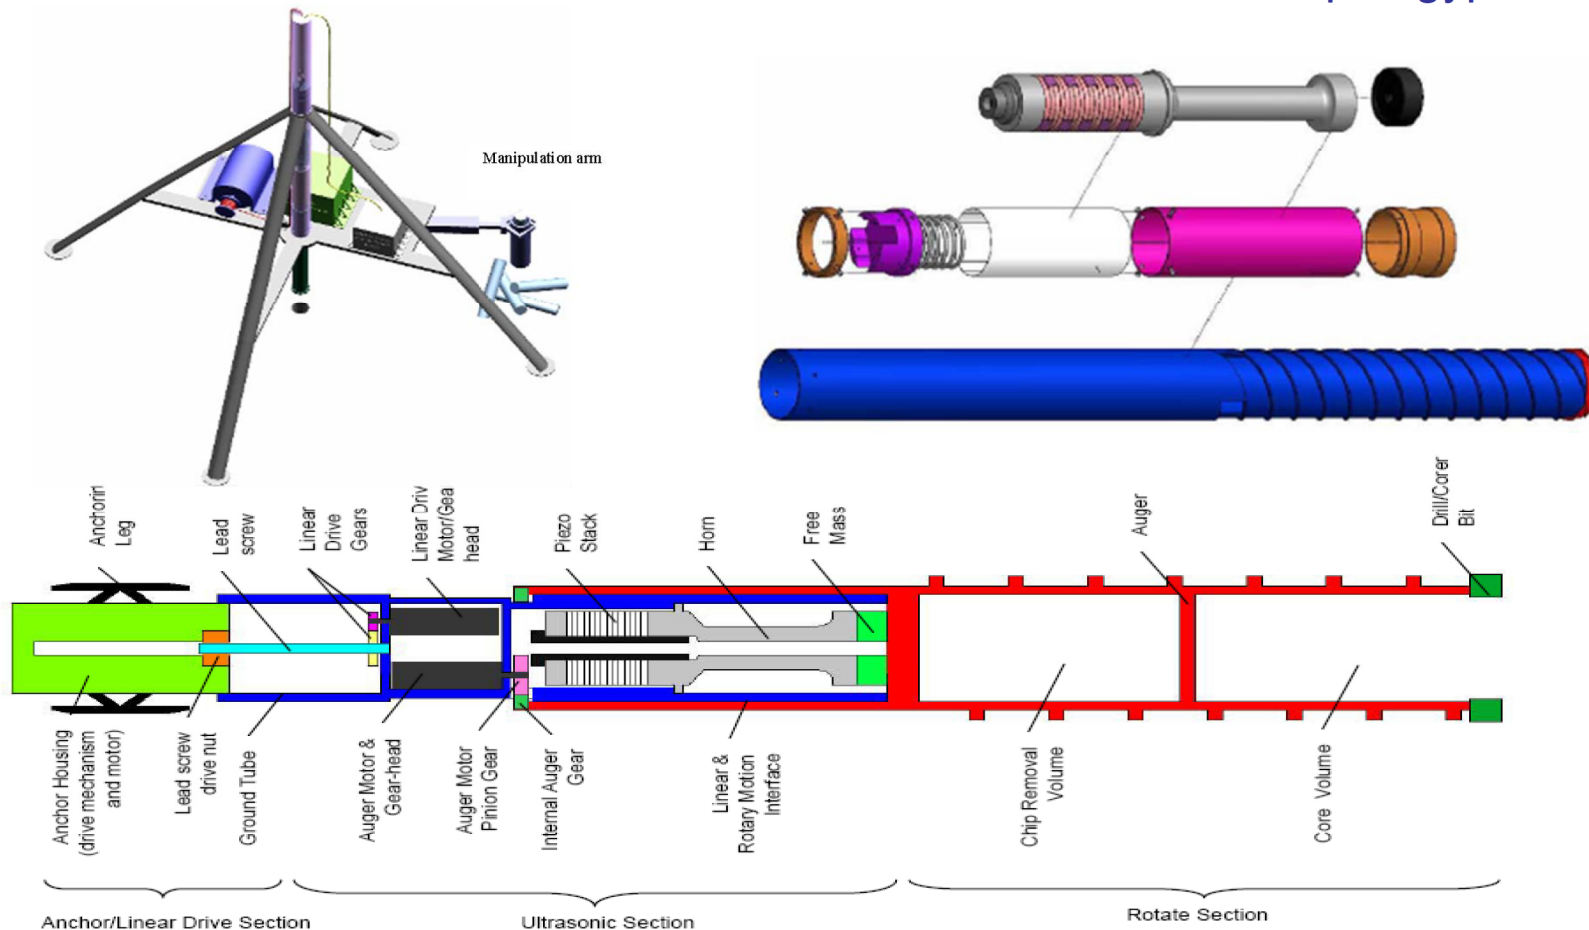 Manipulation arm
Anchorin
Leg
Lead
screw
Linear
Drive
Gears
Linear Driv
Motor/Gea
head
Piezo
Stack
Horn
Free
Mass
Auger
Drill/Corer
Bit
Anchor Housing
(drive mechanism
and motor)
Lead screw
drive nut
Ground Tube
Auger Motor &
Gear-head
Auger Motor
Pinion Gear
Internal Auger
Gear
Linear &
Rotary Motion
Interface
Chip Removal
Volume
Core Volume
Anchor/Linear Drive Section
Ultrasonic Section
Rotate Section